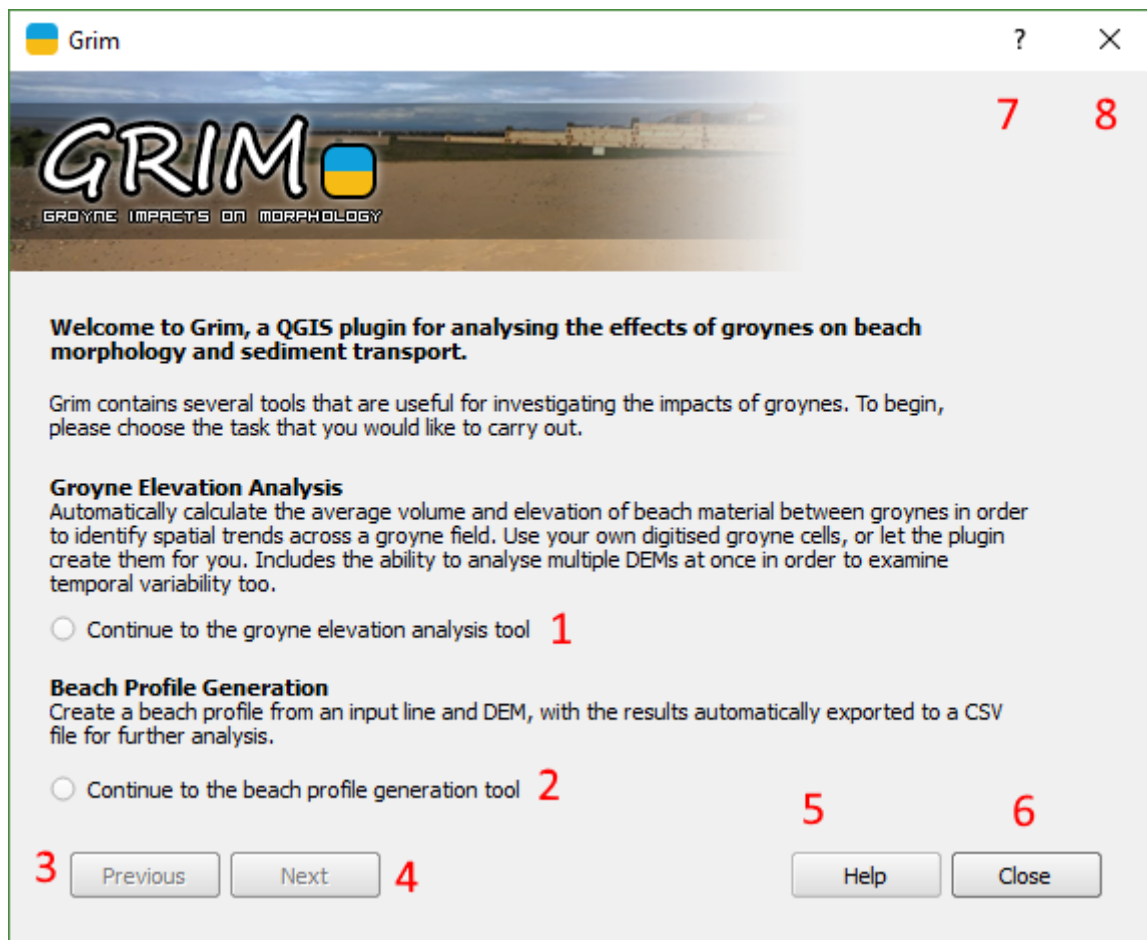 Grim
?
7
8
GRIM
GROYNE IMPACTS ON MORPHOLOGY
Welcome to Grim, a QGIS plugin for analysing the effects of groynes on beach
morphology and sediment transport.
Grim contains several tools that are useful for investigating the impacts of groynes. To begin,
please choose the task that you would like to carry out.
Groyne Elevation Analysis
Automatically calculate the average volume and elevation of beach material between groynes in order
to identify spatial trends across a groyne field. Use your own digitised groyne cells, or let the plugin
create them for you. Includes the ability to analyse multiple DEMs at once in order to examine
temporal variability too.
Continue to the groyne elevation analysis tool 1
Beach Profile Generation
Create a beach profile from an input line and DEM, with the results automatically exported to a CSV
file for further analysis.
Continue to the beach profile generation tool 2
5 6
3 Previous Next 4 Help Close